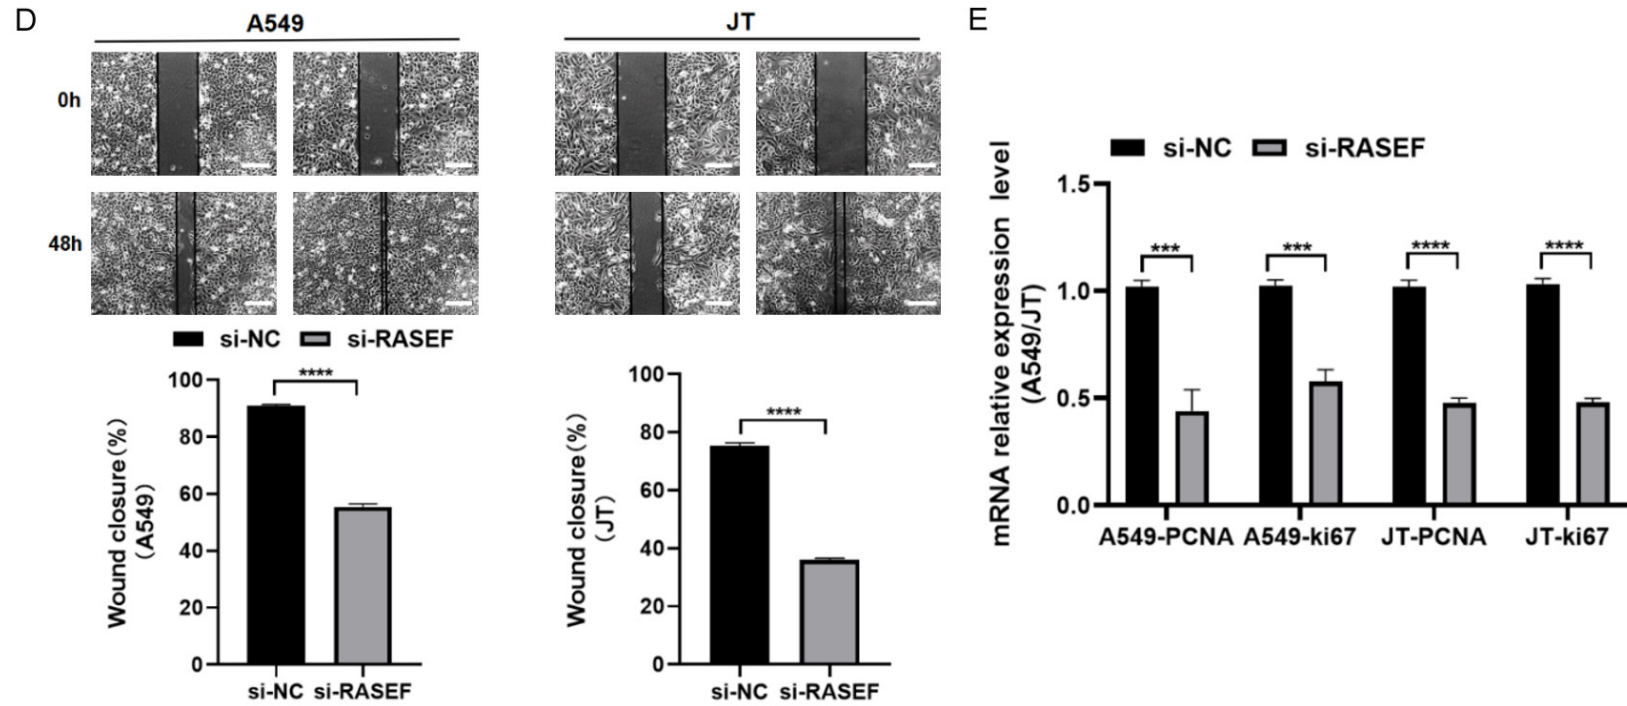 D
A549
JT
0h
48h
si-NC si-RASEF
100
80
60
40
20
0
Wound closure(%)
(A549)
****
si-NC si-RASEF
100
80
60
40
20
0
Wound closure(%)
(JT)
****
si-NC si-RASEF
E
si-NC si-RASEF
mRNA relative expression level
(A549/JT)
1.5
1.0
0.5
0.0
*** *** **** ****
A549-PCNA A549-ki67 JT-PCNA JT-ki67